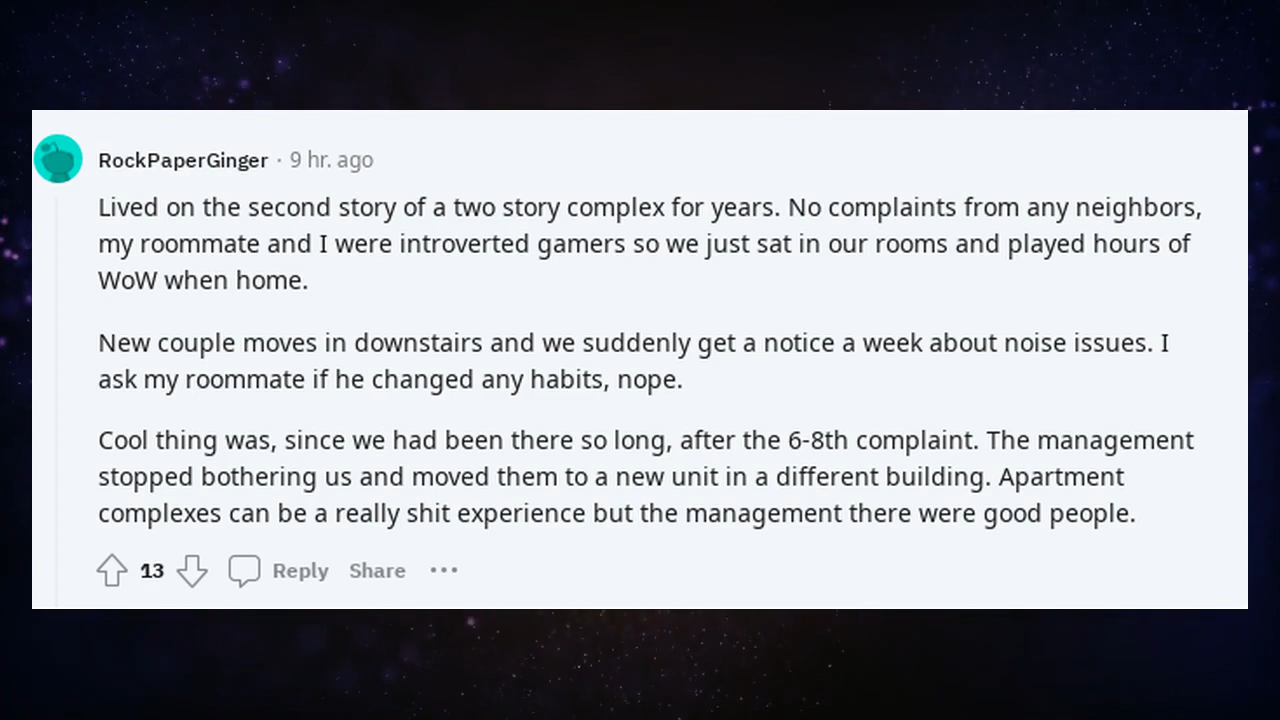 RockPaperGinger · 9 hr. ago
Lived on the second story of a two story complex for years. No complaints from any neighbors,
my roommate and I were introverted gamers so we just sat in our rooms and played hours of
WoW when home.
New couple moves in downstairs and we suddenly get a notice a week about noise issues. I
ask my roommate if he changed any habits, nope.
Cool thing was, since we had been there so long, after the 6-8th complaint. The management
stopped bothering us and moved them to a new unit in a different building. Apartment
complexes can be a really shit experience but the management there were good people.
13 Reply Share